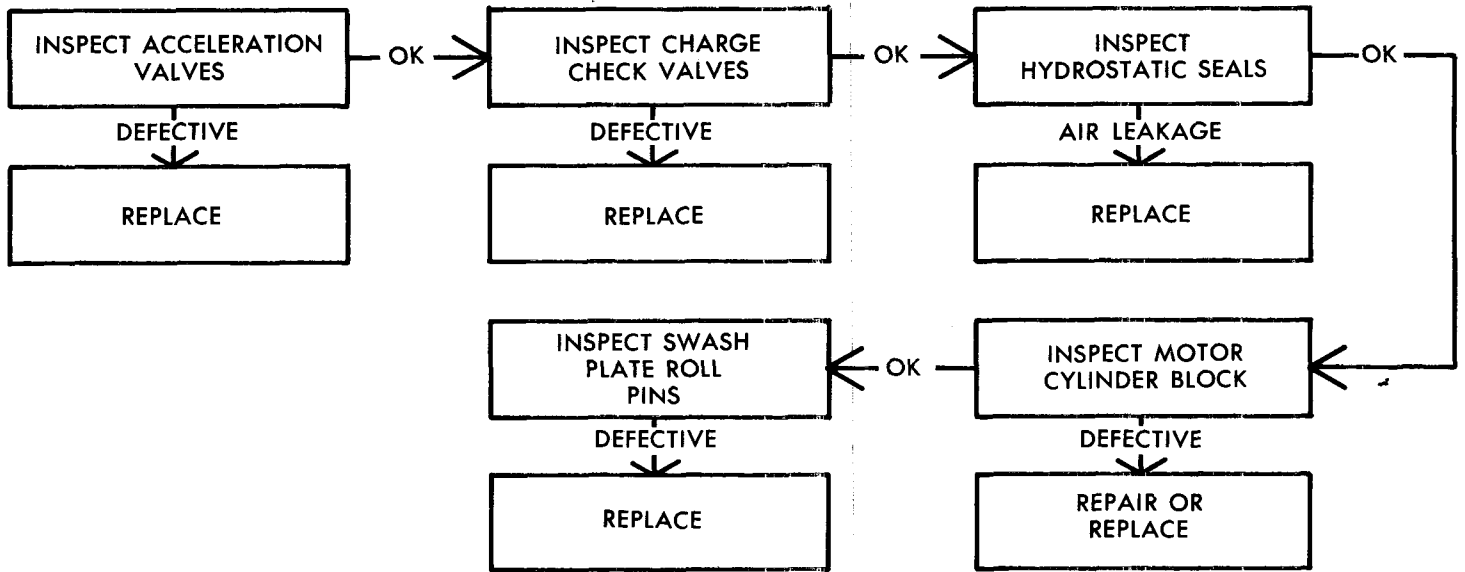 INSPECT ACCELERATION
VALVES
OK
INSPECT CHARGE
CHECK VALVES
OK
INSPECT
HYDROSTATIC SEALS
OK
DEFECTIVE
DEFECTIVE
AIR LEAKAGE
REPLACE
REPLACE
REPLACE
INSPECT MOTOR
CYLINDER BLOCK
OK
INSPECT SWASH
PLATE ROLL
PINS
DEFECTIVE
DEFECTIVE
REPAIR OR
REPLACE
REPLACE